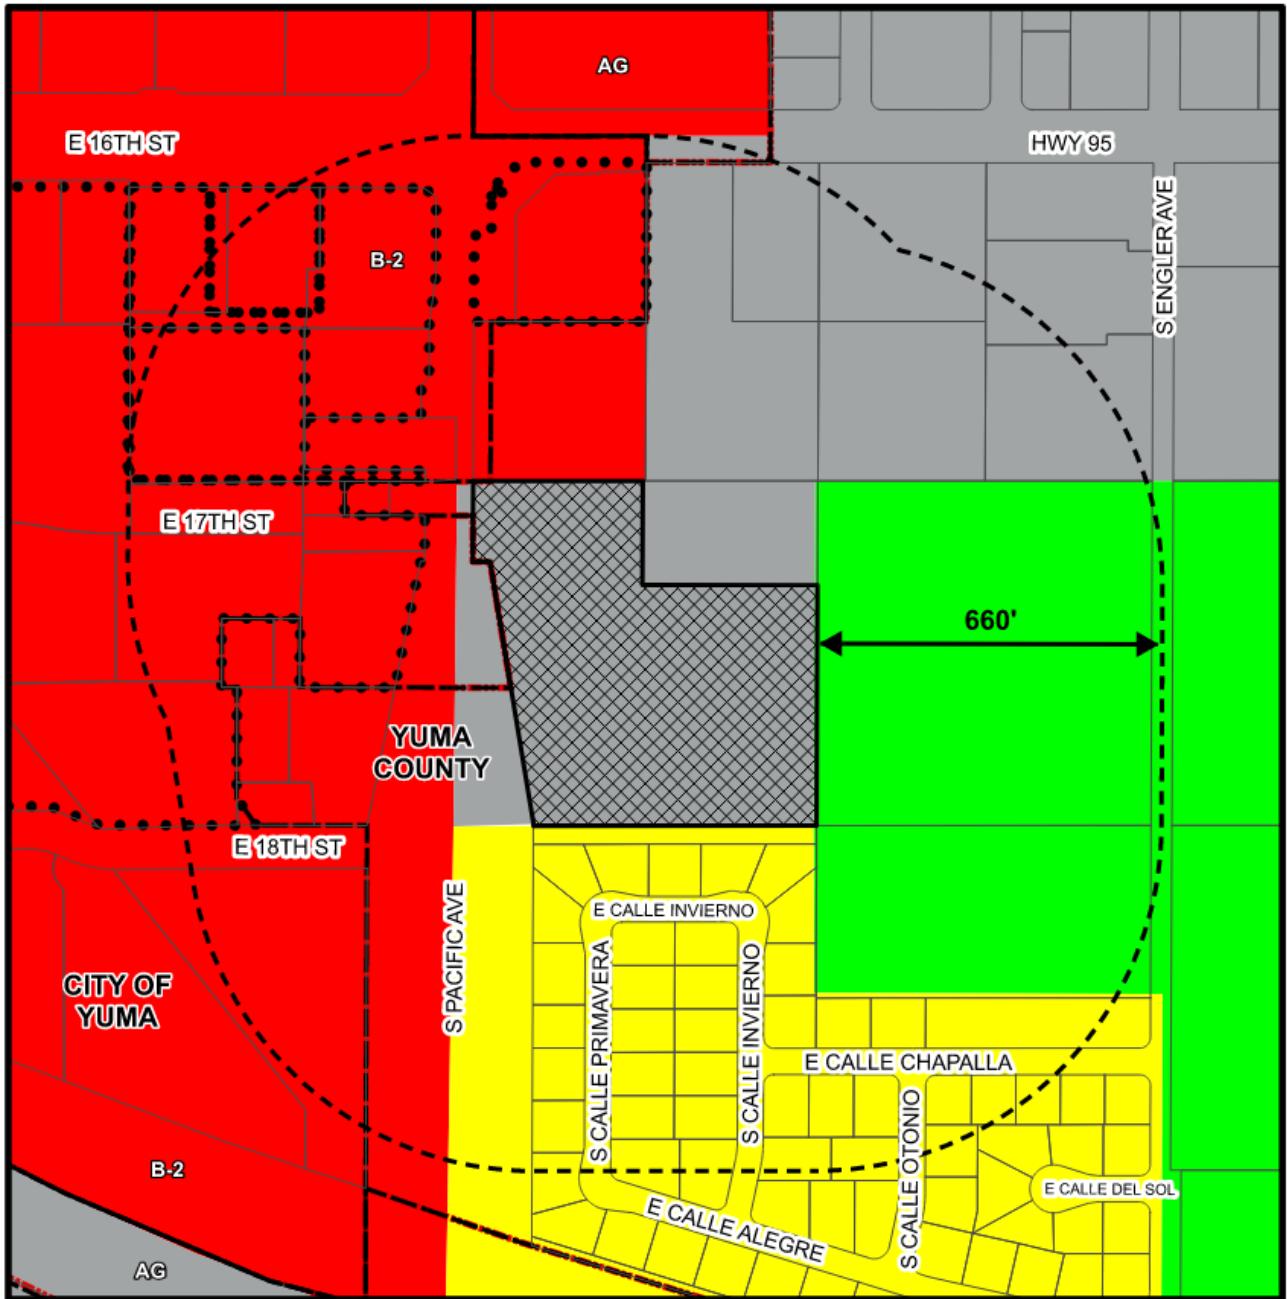 AG
E 16TH ST
HWY 95
S ENGLER AVE
B-2
E 17TH ST
660'
YUMA
COUNTY
E 18TH ST
E CALLE INVIERNO
S PACIFIC AVE
S CALLE PRIMAVERA
S CALLE INVIERNO
CITY OF
YUMA
E CALLE CHAPALLA
S CALLE OTONIO
B-2
E CALLE DEL SOL
E CALLE ALEGRE
AG